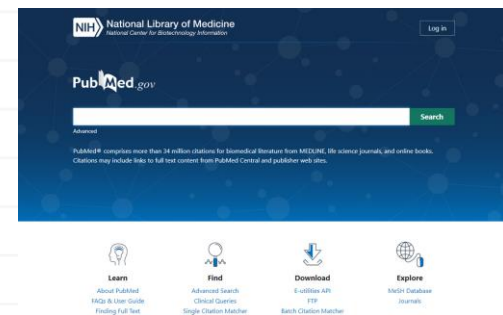 NIH National Library of Medicine
National Center for Biotechnology Information
Log in
PubMed.gov
Search
Advanced
PubMed® comprises more than 34 million citations for biomedical literature from MEDLINE, life science journals, and online books.
Citations may include links to full text content from PubMed Central and publisher web sites.
Learn
About PubMed
FAQs & User Guide
Finding Full Text
Find
Advanced Search
Clinical Queries
Single Citation Matcher
Download
E-utilities API
FTP
Batch Citation Matcher
Explore
MeSH Database
Journals